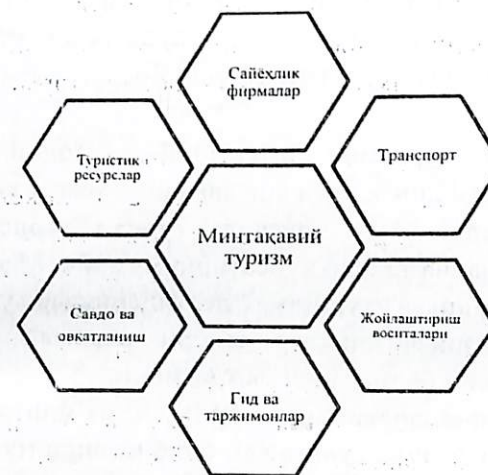 Сайёҳлик
фирмалар
Туристик
ресурслар
Транспорт
Минтақавий
туризм
Савдо ва
овқатланиш
Жойлаштириш
воситалари
Гид ва
таржимонлар